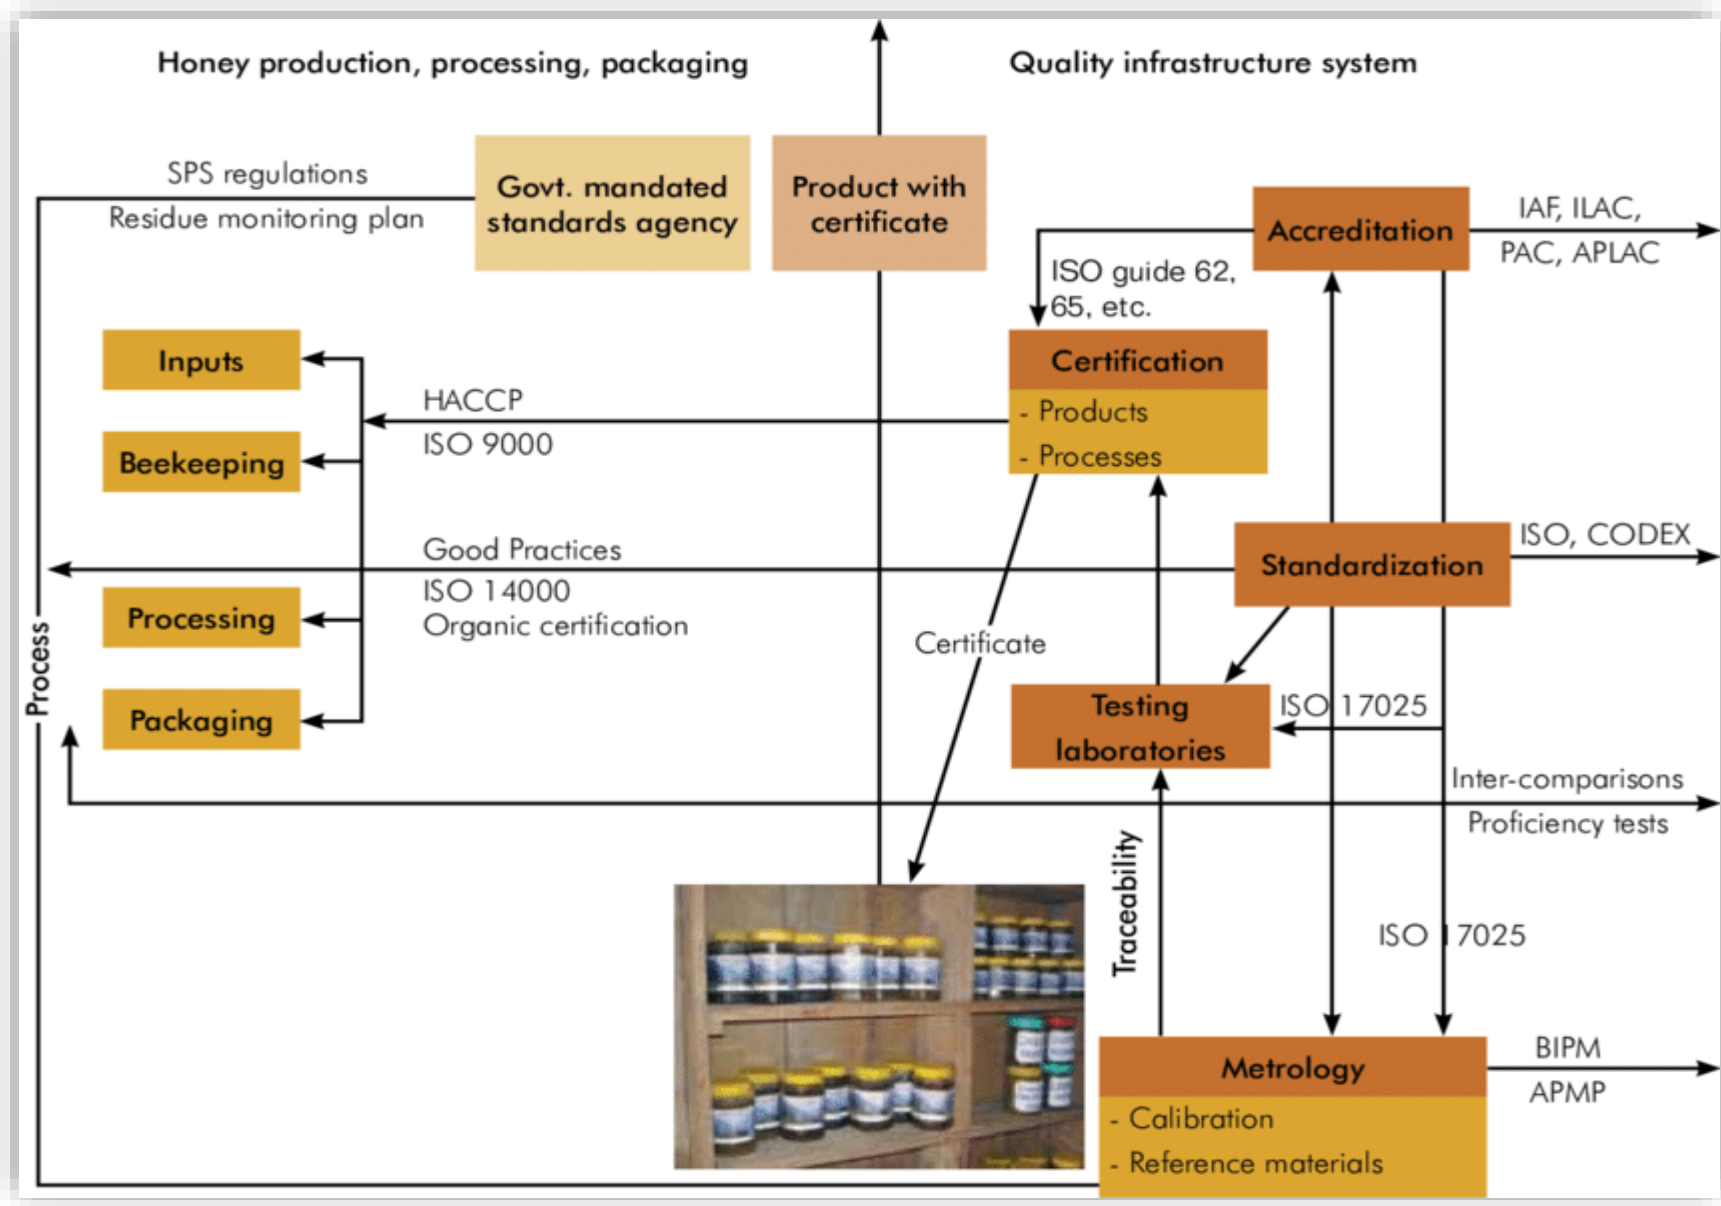 Honey production, processing, packaging
Quality infrastructure system
SPS regulations
Residue monitoring plan
Govt. mandated
standards agency
Product with
certificate
Accreditation
IAF, ILAC,
PAC, APLAC
ISO guide 62,
65, etc.
Inputs
Beekeeping
HACCP
ISO 9000
Certification
- Products
- Processes
Good Practices
ISO 14000
Organic certification
Standardization
ISO, CODEX
Processing
Packaging
Process
Certificate
Testing
laboratories
ISO 17025
Inter-comparisons
Proficiency tests
Traceability
ISO 17025
Metrology
- Calibration
- Reference materials
BIPM
APMP